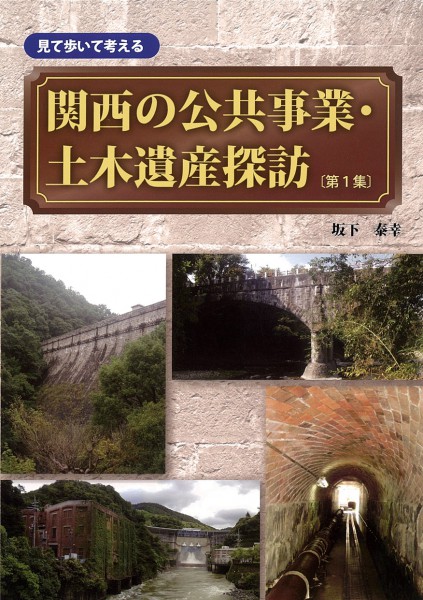 見て歩いて考える
関西の公共事業・
土木遺産探訪〔第1集〕
坂下 泰幸